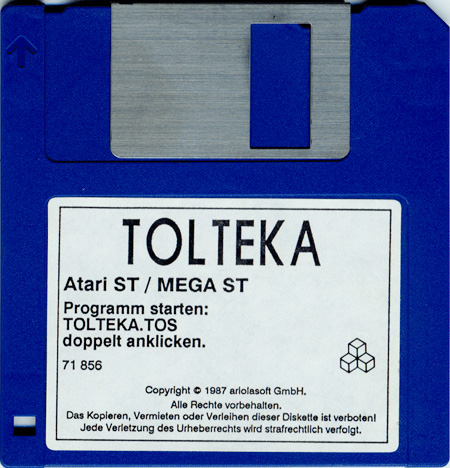 TOLTEKA
Atari ST / MEGA ST
Programm starten:
TOLTEKA.TOS
doppelt anklicken.
71 856
Copyright © 1987 ariolasoft GmbH.
Alle Rechte vorbehalten.
Das Kopieren, Vermieten oder Verleihen dieser Diskette ist verboten!
Jede Verletzung des Urheberrechts wird strafrechtlich verfolgt.